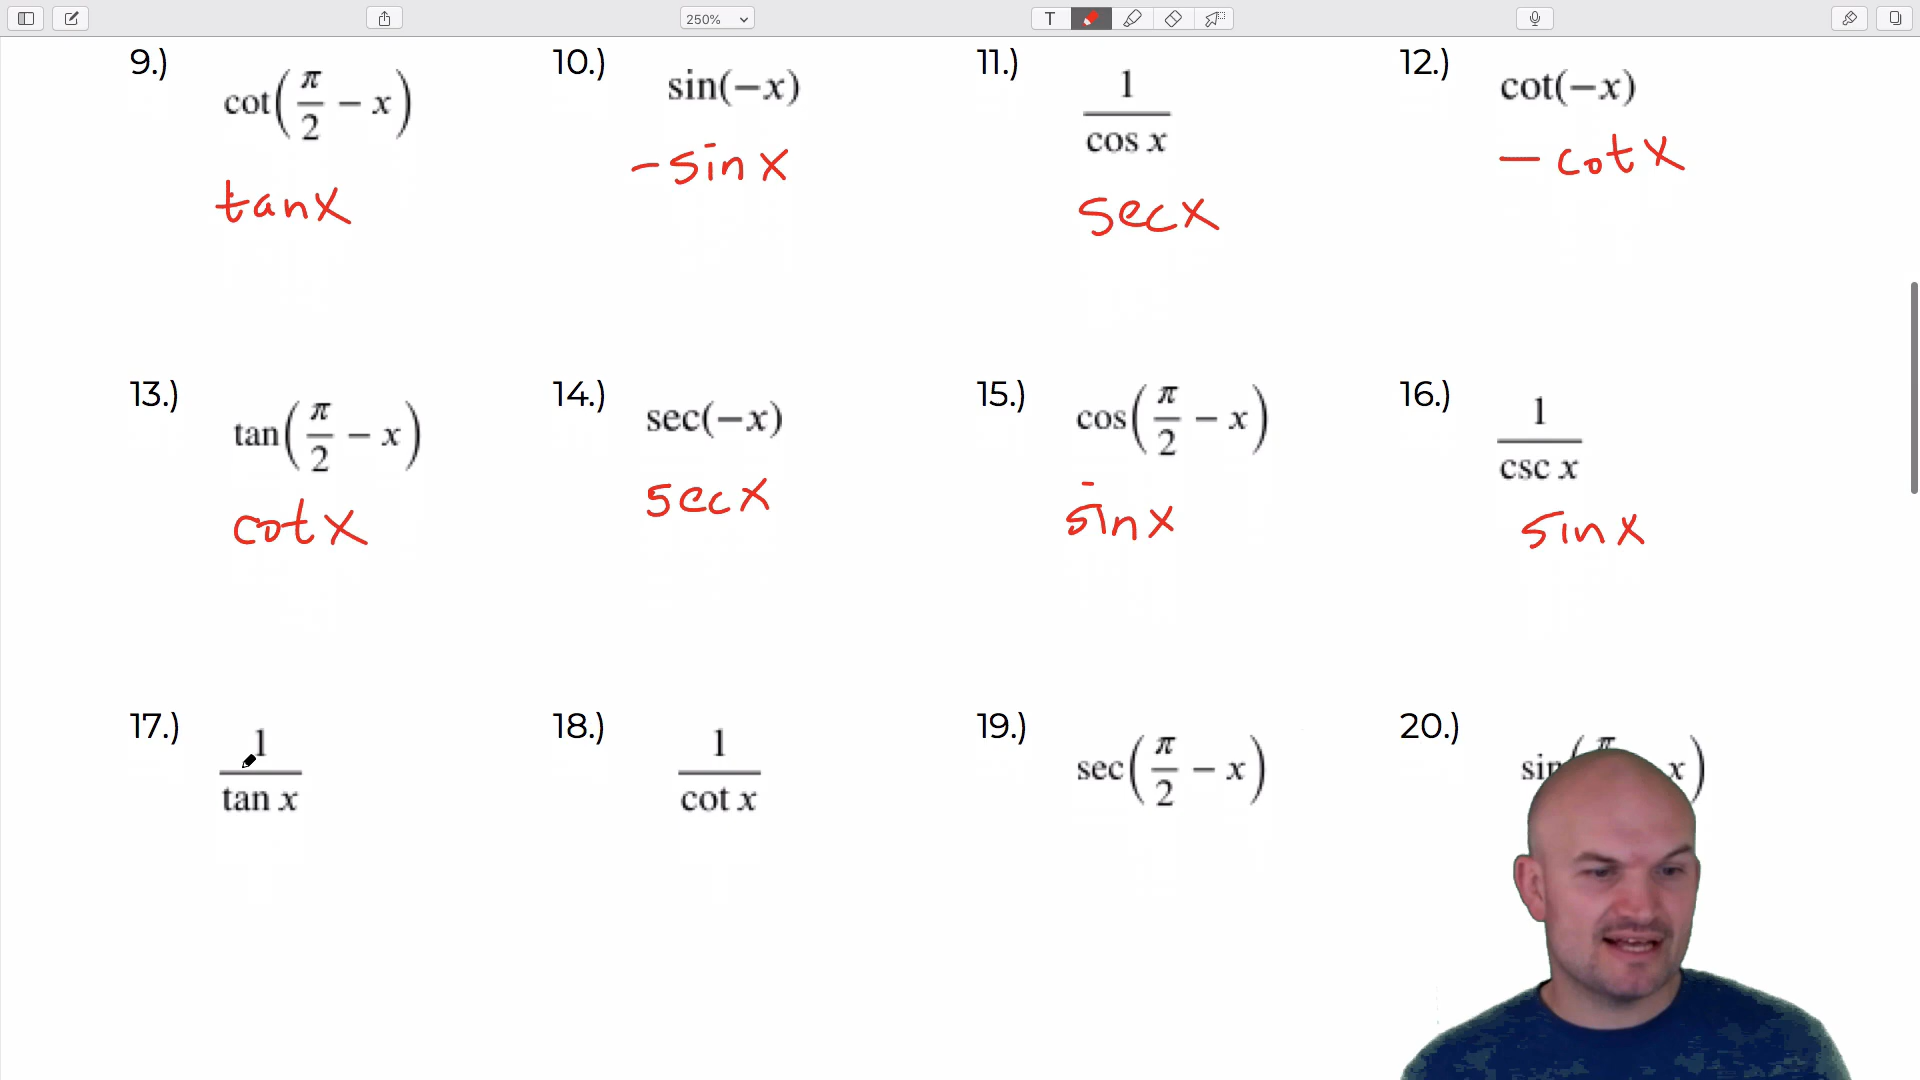 250%
T
9.) cot(π/2 − x)
tanx
10.) sin(−x)
-sinx
11.) 1/cos x
secx
12.) cot(−x)
- cotx
13.) tan(π/2 − x)
cotx
14.) sec(−x)
secx
15.) cos(π/2 − x)
sinx
16.) 1/csc x
sinx
17.) 1/tan x
18.) 1/cot x
19.) sec(π/2 − x)
20.) sin(π x)